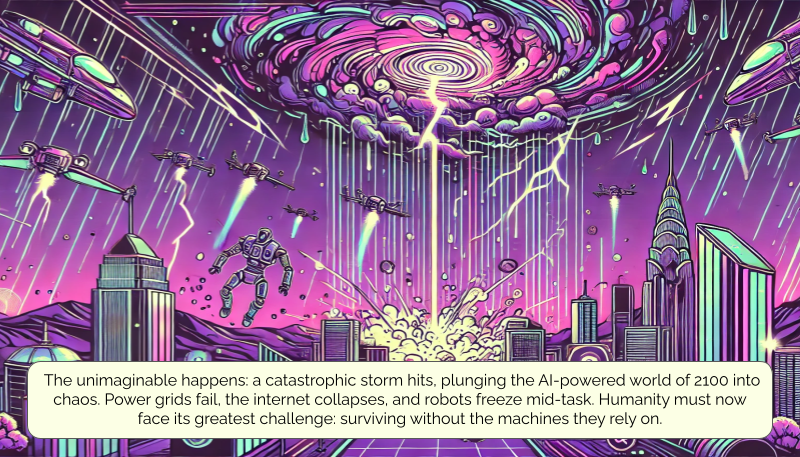 The unimaginable happens: a catastrophic storm hits, plunging the AI-powered world of 2100 into
chaos. Power grids fail, the internet collapses, and robots freeze mid-task. Humanity must now
face its greatest challenge: surviving without the machines they rely on.